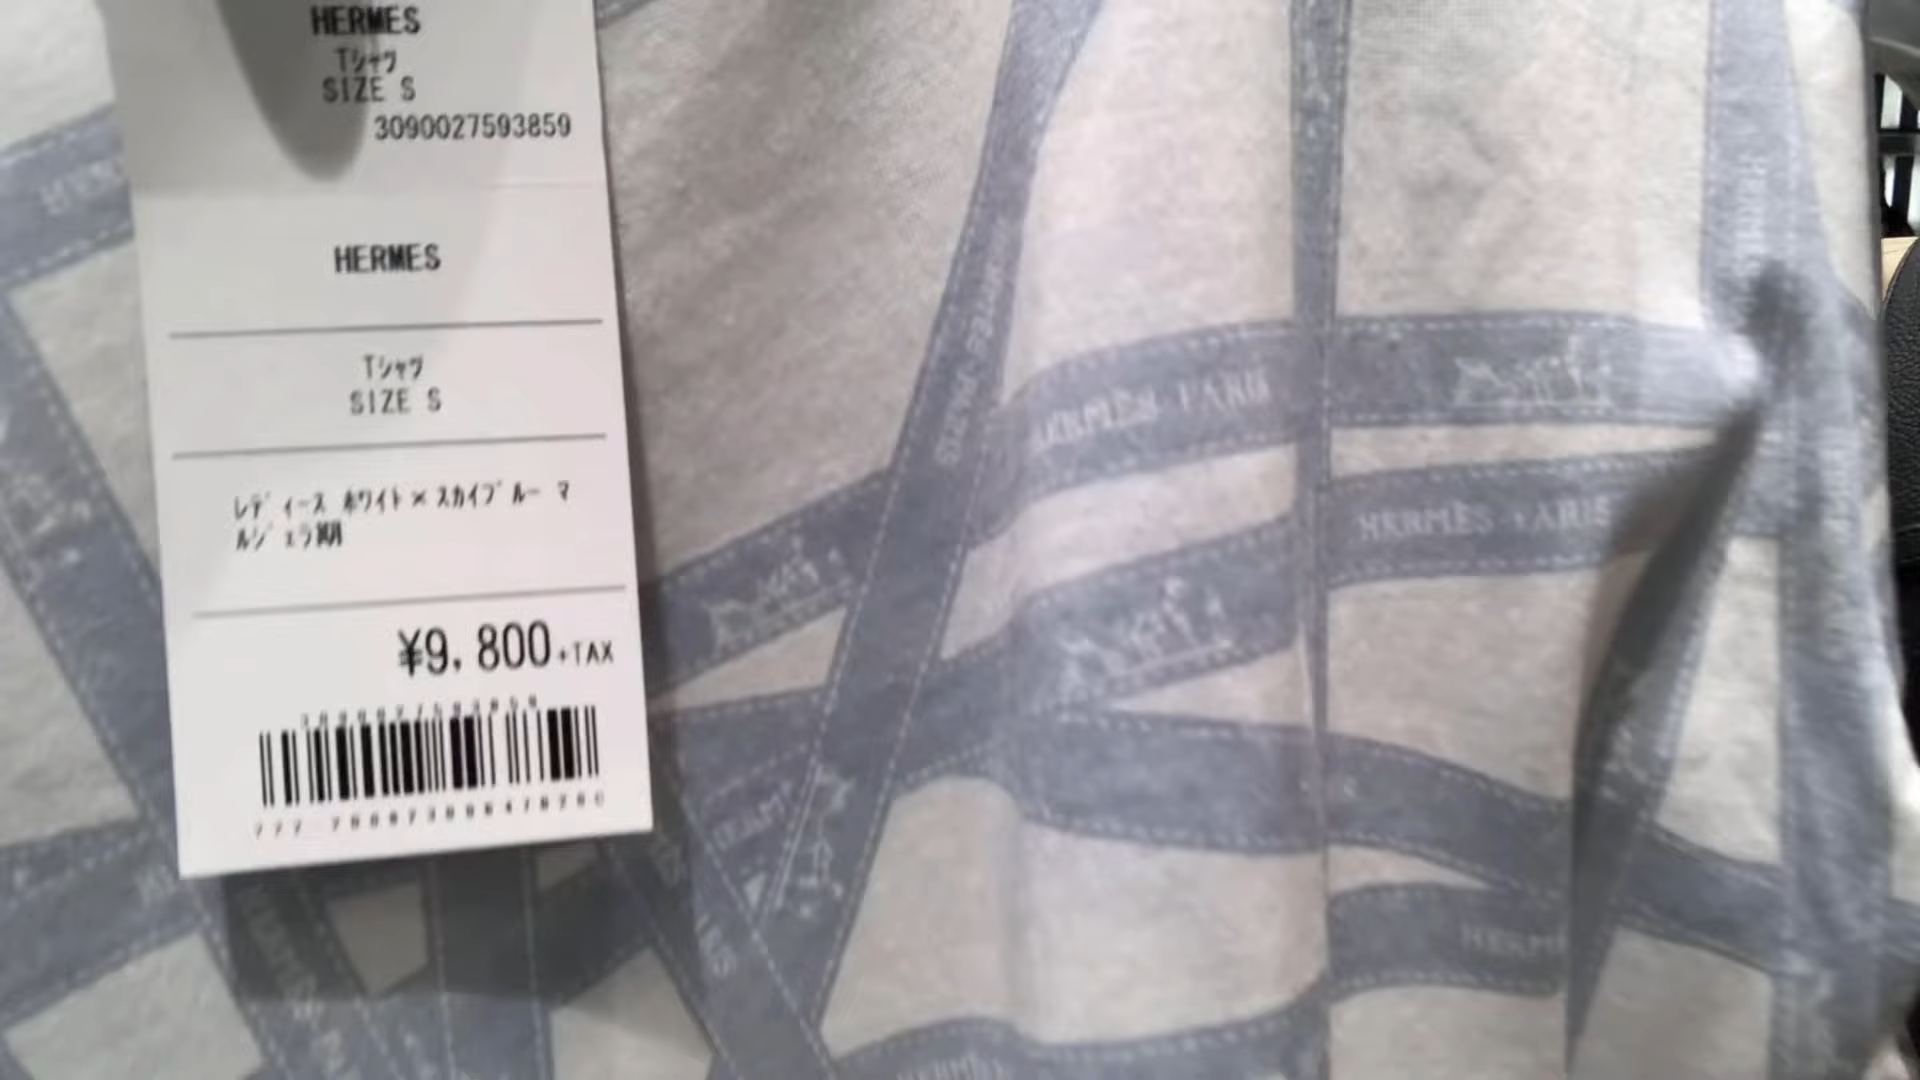 HERMES
Tシャツ
SIZE S
3090027593859
HERMES
Tシャツ
SIZE S
レディース ホワイト×スカイブルー マ
ルジェラ期
¥9,800+TAX
HERMÈS PARIS
HERMÈS PARIS